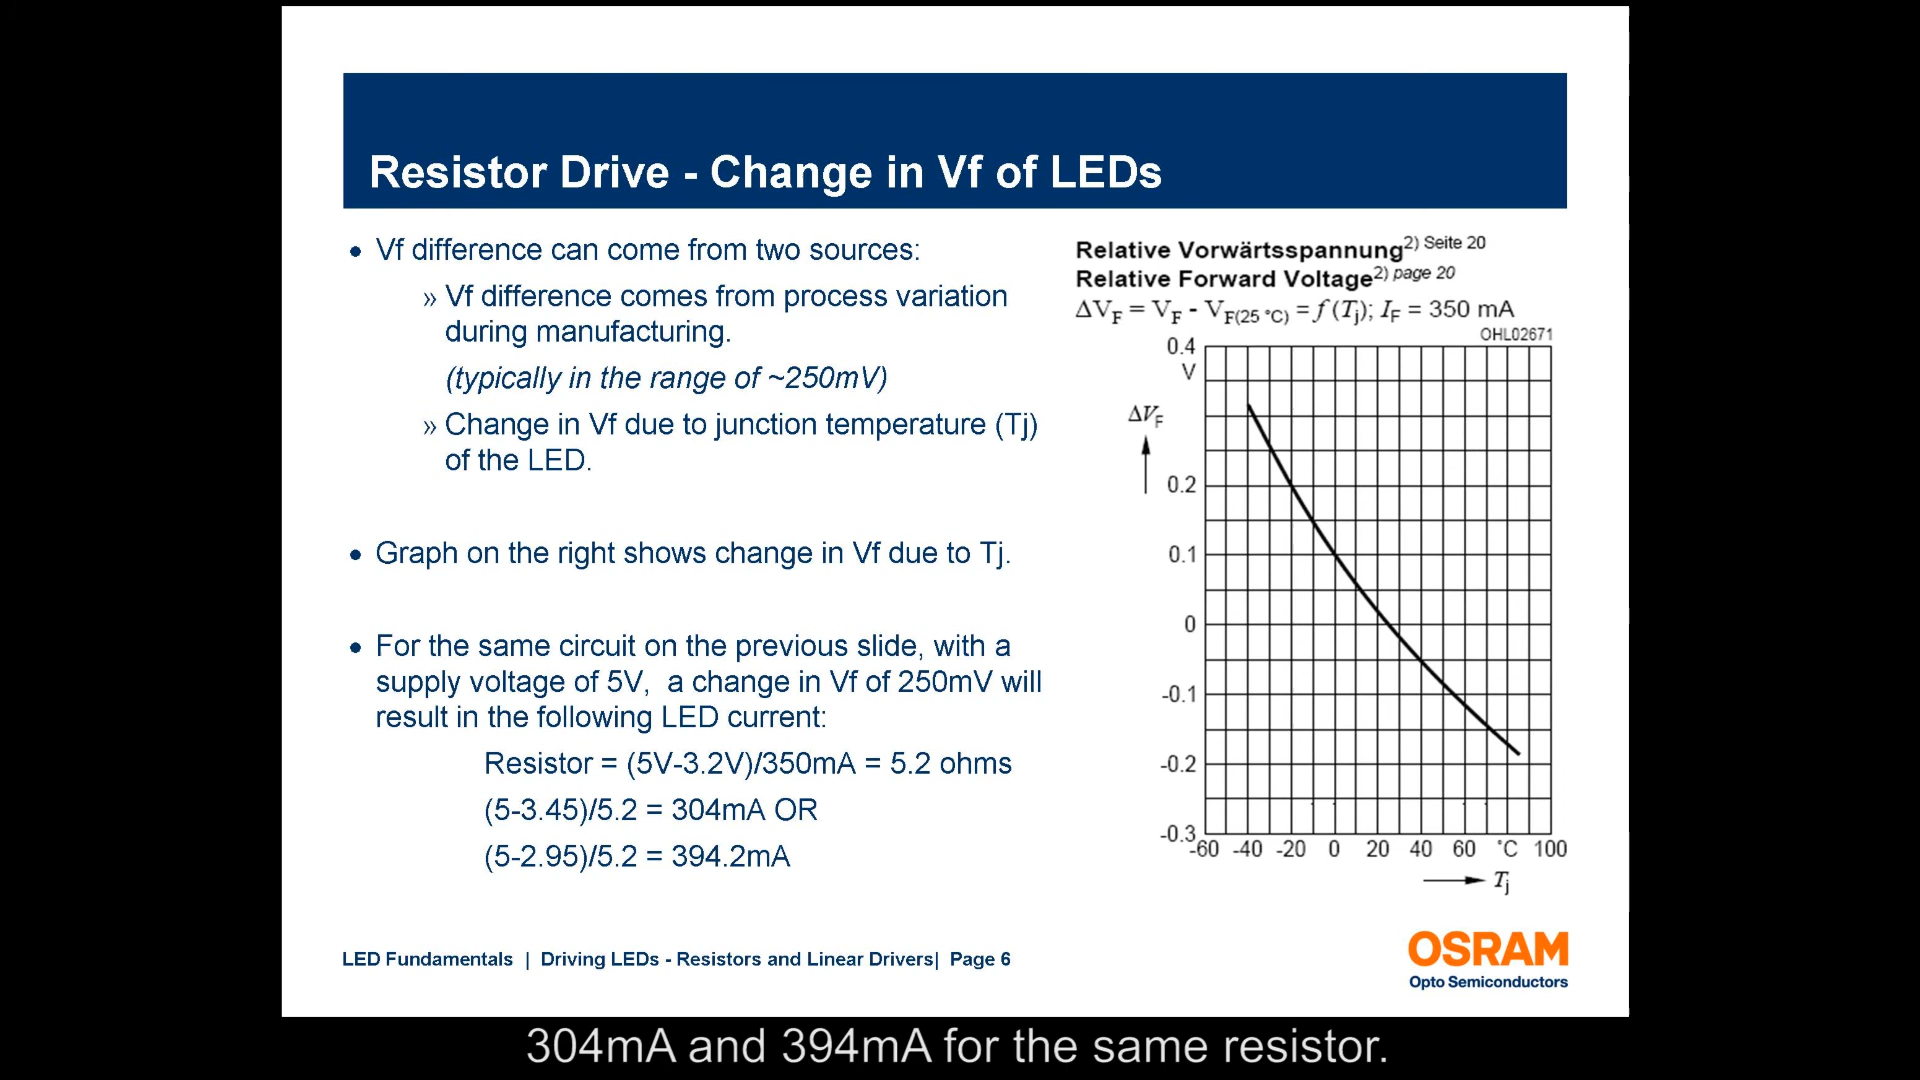 Resistor Drive - Change in Vf of LEDs
• Vf difference can come from two sources:
» Vf difference comes from process variation
during manufacturing.
(typically in the range of ~250mV)
» Change in Vf due to junction temperature (Tj)
of the LED.
• Graph on the right shows change in Vf due to Tj.
• For the same circuit on the previous slide, with a
supply voltage of 5V, a change in Vf of 250mV will
result in the following LED current:
Resistor = (5V-3.2V)/350mA = 5.2 ohms
(5-3.45)/5.2 = 304mA OR
(5-2.95)/5.2 = 394.2mA
Relative Vorwärtsspannung2) Seite 20
Relative Forward Voltage2) page 20
ΔVF = VF - VF(25 °C) = f (Tj); IF = 350 mA
OHL02671
0.4
V
ΔVF
0.2
0.1
0
-0.1
-0.2
-0.3
-60 -40 -20 0 20 40 60 °C 100
Tj
LED Fundamentals | Driving LEDs - Resistors and Linear Drivers| Page 6
OSRAM
Opto Semiconductors
304mA and 394mA for the same resistor.